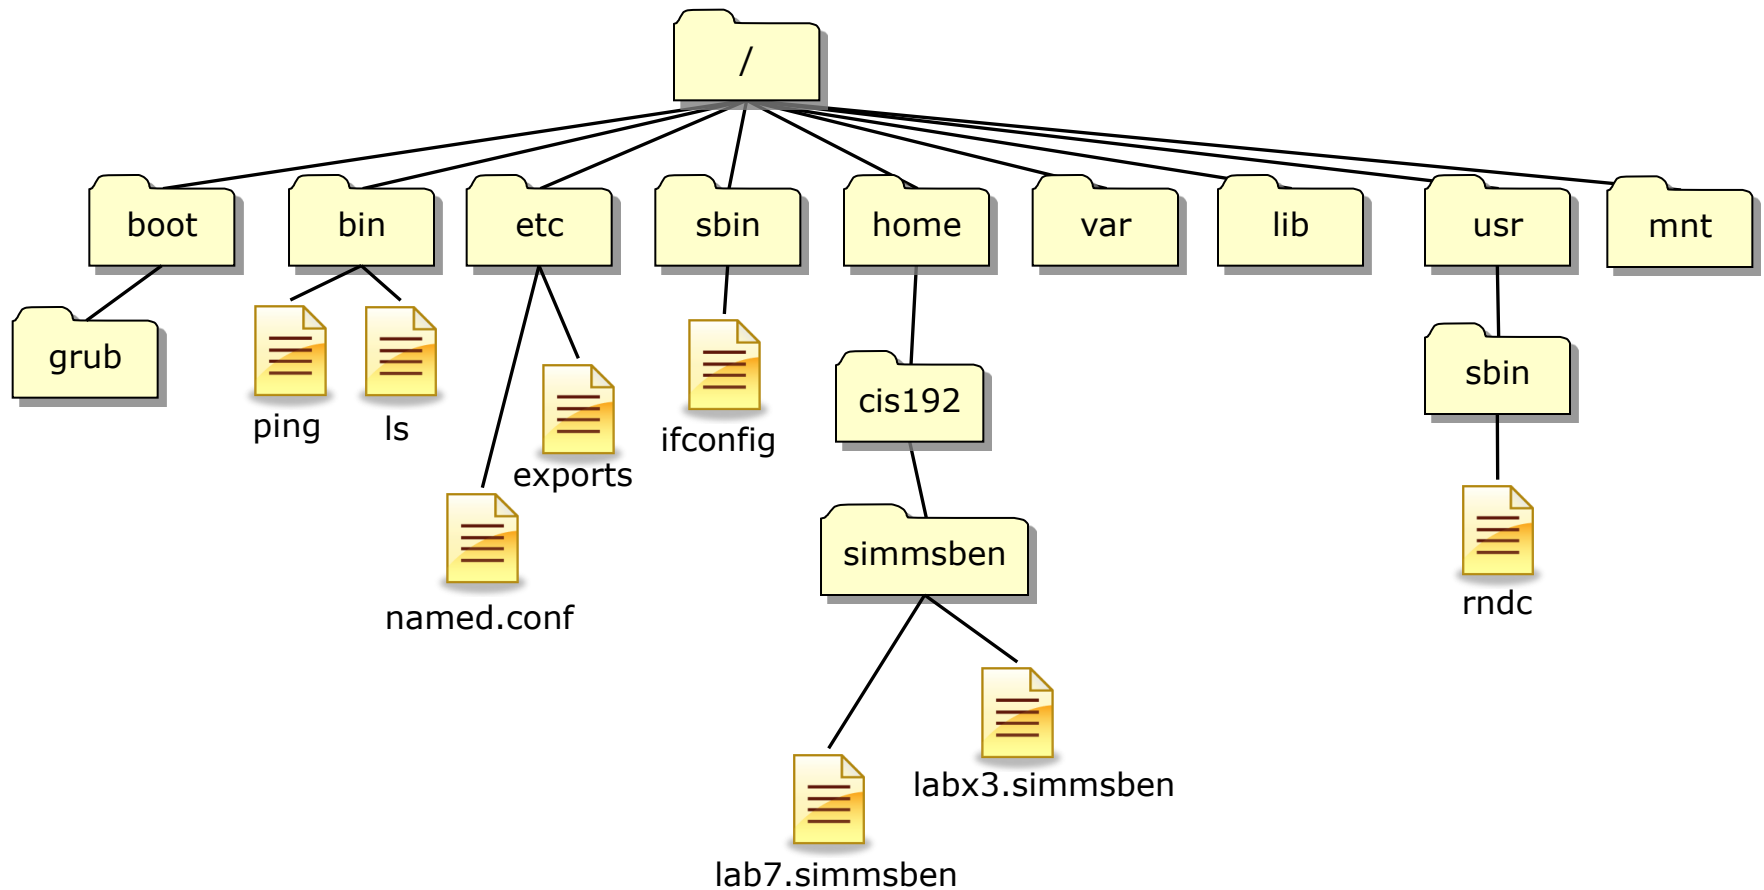 /
boot
bin
etc
sbin
home
var
lib
usr
mnt
grub
ping
ls
exports
ifconfig
cis192
sbin
named.conf
simmsben
rndc
labx3.simmsben
lab7.simmsben